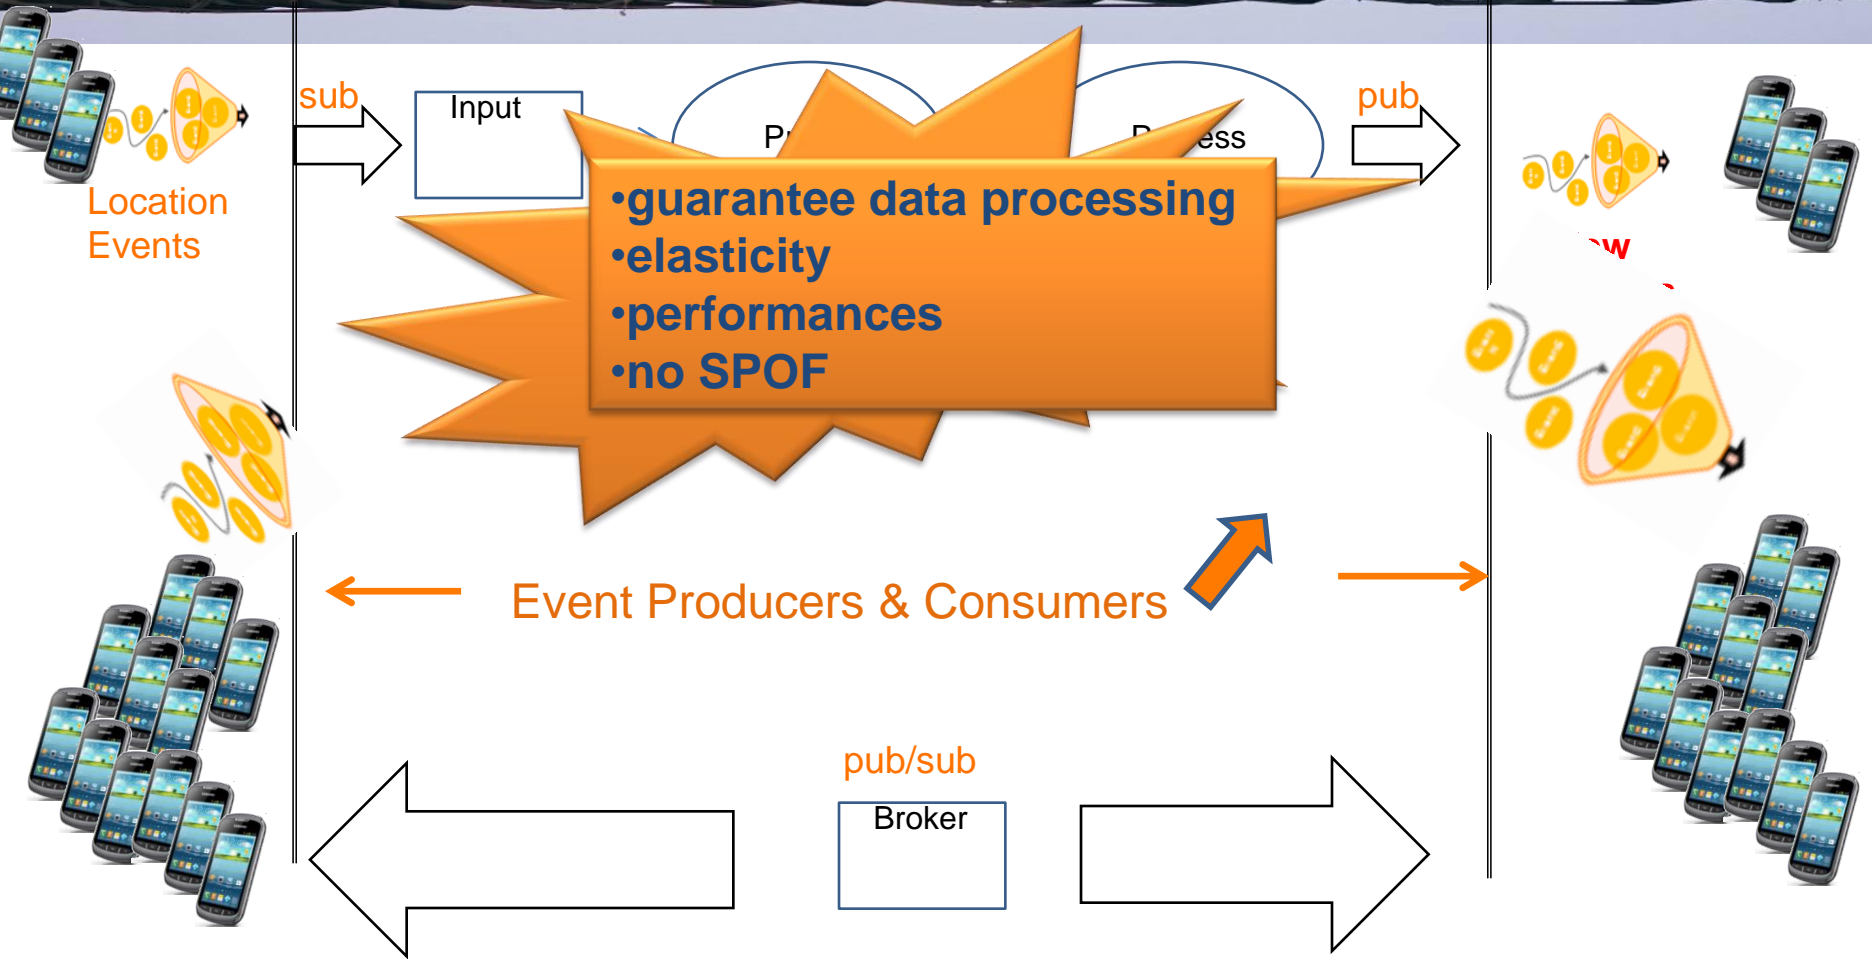 sub
Input
pub
Location
Events
•guarantee data processing
•elasticity
•performances
•no SPOF
Event Producers & Consumers
pub/sub
Broker